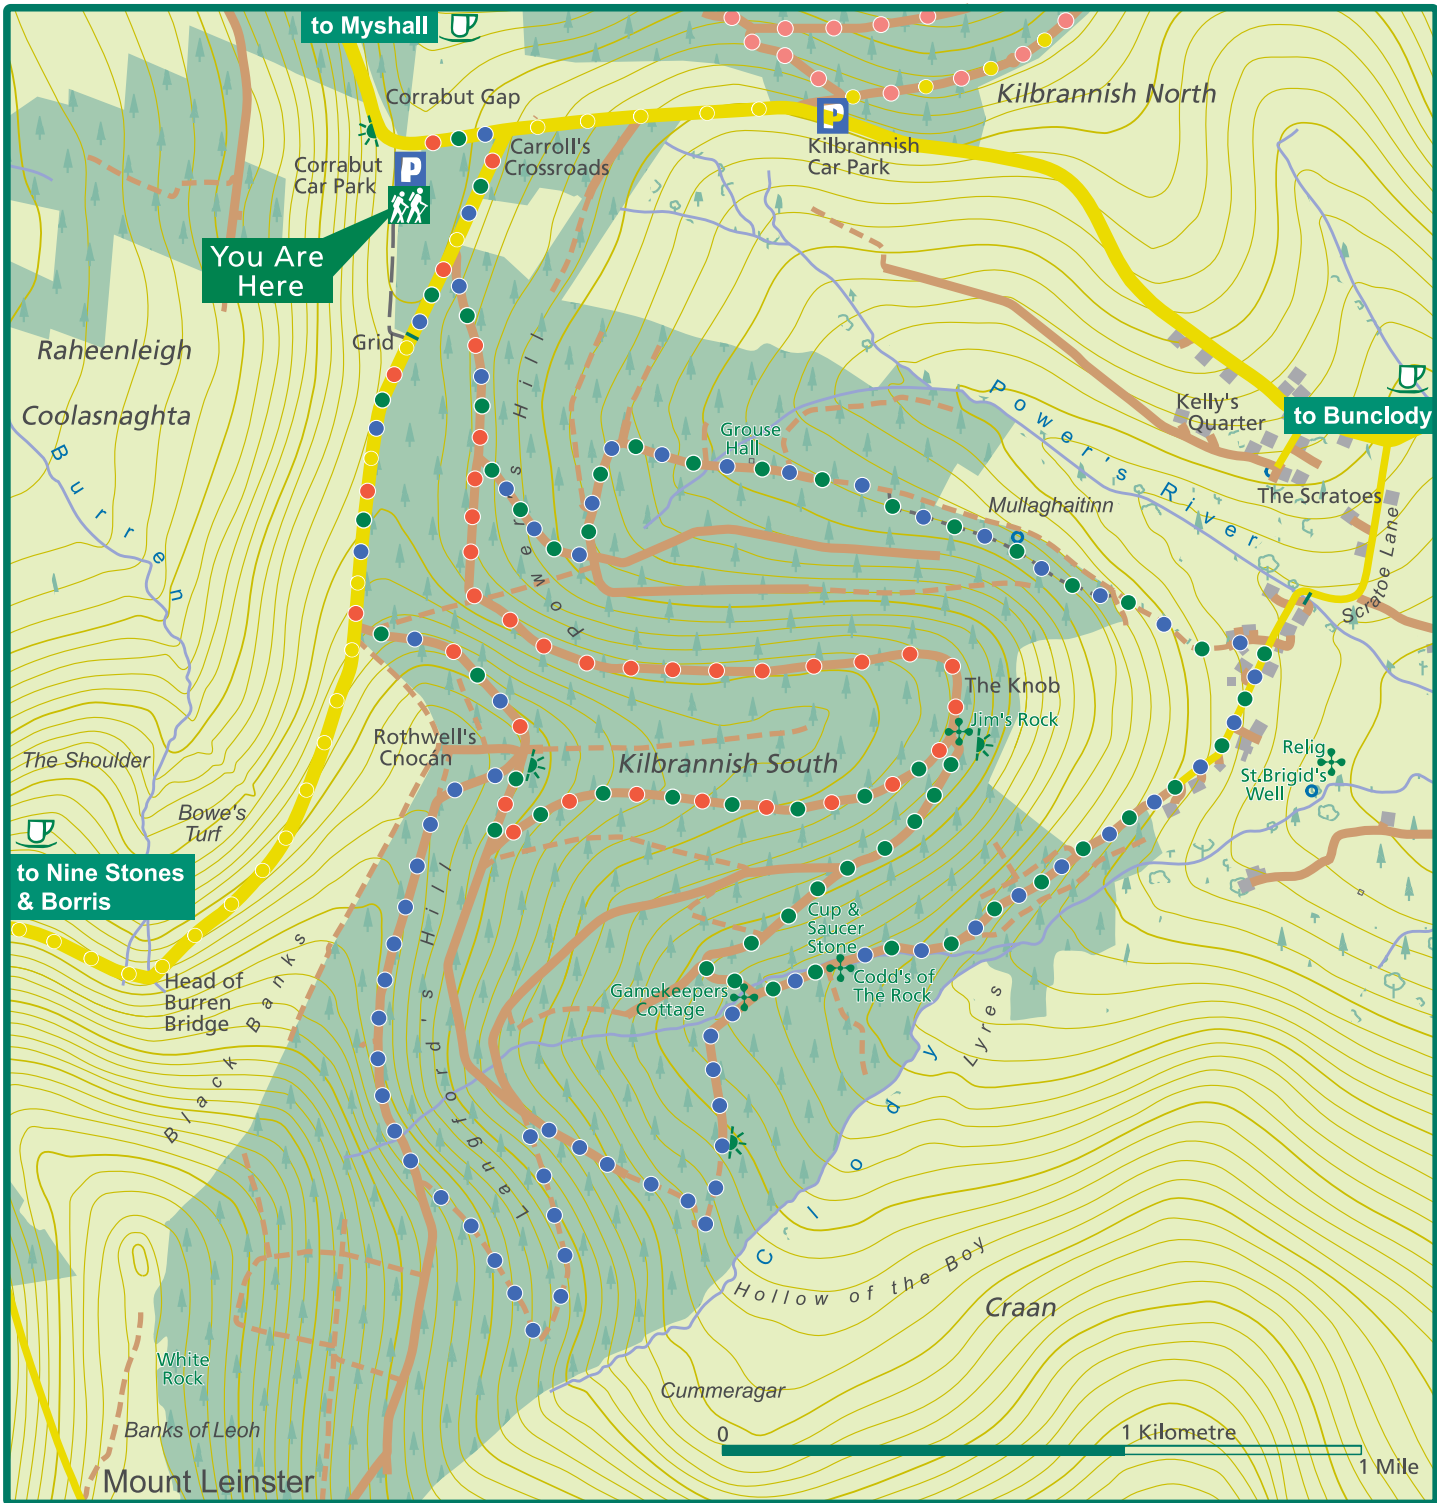 to Myshall
Corrabut Gap
Kilbrannish North
P
Carroll's
Crossroads
Kilbrannish
Car Park
Corrabut
Car Park
P
You Are
Here
Grid
Raheenleigh
Coolasnaghta
Burren
Power's Hill
Grouse
Hall
Power's River
Kelly's
Quarter
to Bunclody
The Scratoes
Mullaghaitinn
Scratoe Lane
The Knob
Jim's Rock
Rothwell's
Cnocán
Kilbrannish South
Relig
St.Brigid's
Well
The Shoulder
Bowe's
Turf
to Nine Stones
& Borris
Cup &
Saucer
Stone
Codd's of
The Rock
Gamekeepers
Cottage
Head of
Burren
Bridge
Black Banks
Langford's Hill
Lyres
Clody
Hollow of the Boy
Craan
White
Rock
Cummeragar
Banks of Leoh
Mount Leinster
0
1 Kilometre
1 Mile